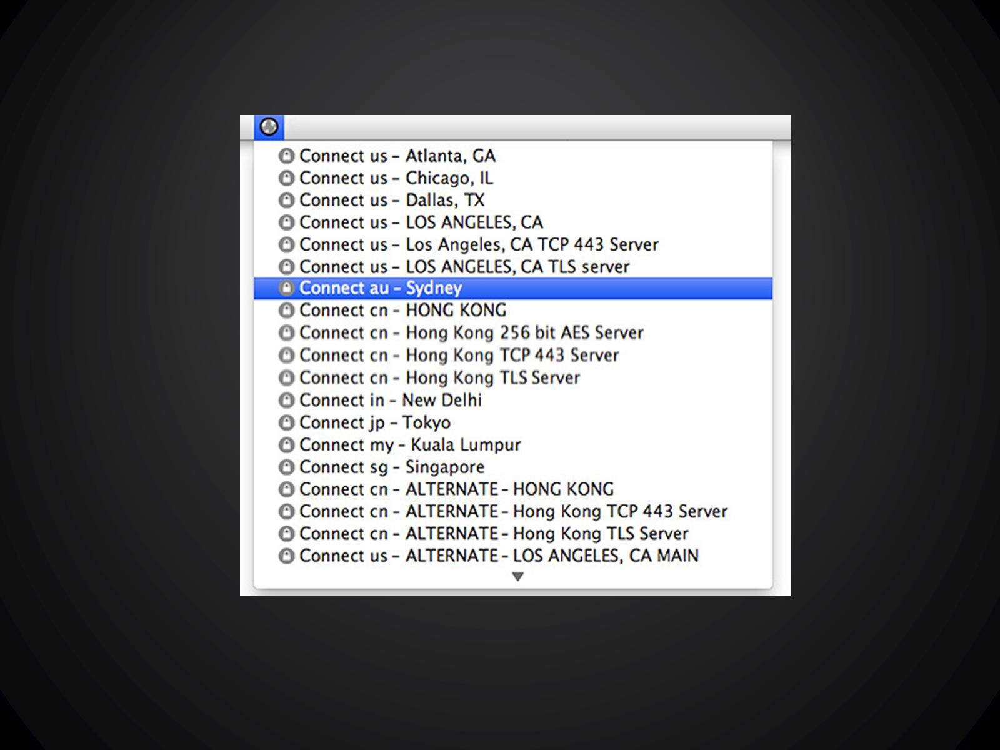 Connect us – Atlanta, GA
Connect us – Chicago, IL
Connect us – Dallas, TX
Connect us – LOS ANGELES, CA
Connect us – Los Angeles, CA TCP 443 Server
Connect us – LOS ANGELES, CA TLS server
Connect au – Sydney
Connect cn – HONG KONG
Connect cn – Hong Kong 256 bit AES Server
Connect cn – Hong Kong TCP 443 Server
Connect cn – Hong Kong TLS Server
Connect in – New Delhi
Connect jp – Tokyo
Connect my – Kuala Lumpur
Connect sg – Singapore
Connect cn – ALTERNATE – HONG KONG
Connect cn – ALTERNATE – Hong Kong TCP 443 Server
Connect cn – ALTERNATE – Hong Kong TLS Server
Connect us – ALTERNATE – LOS ANGELES, CA MAIN